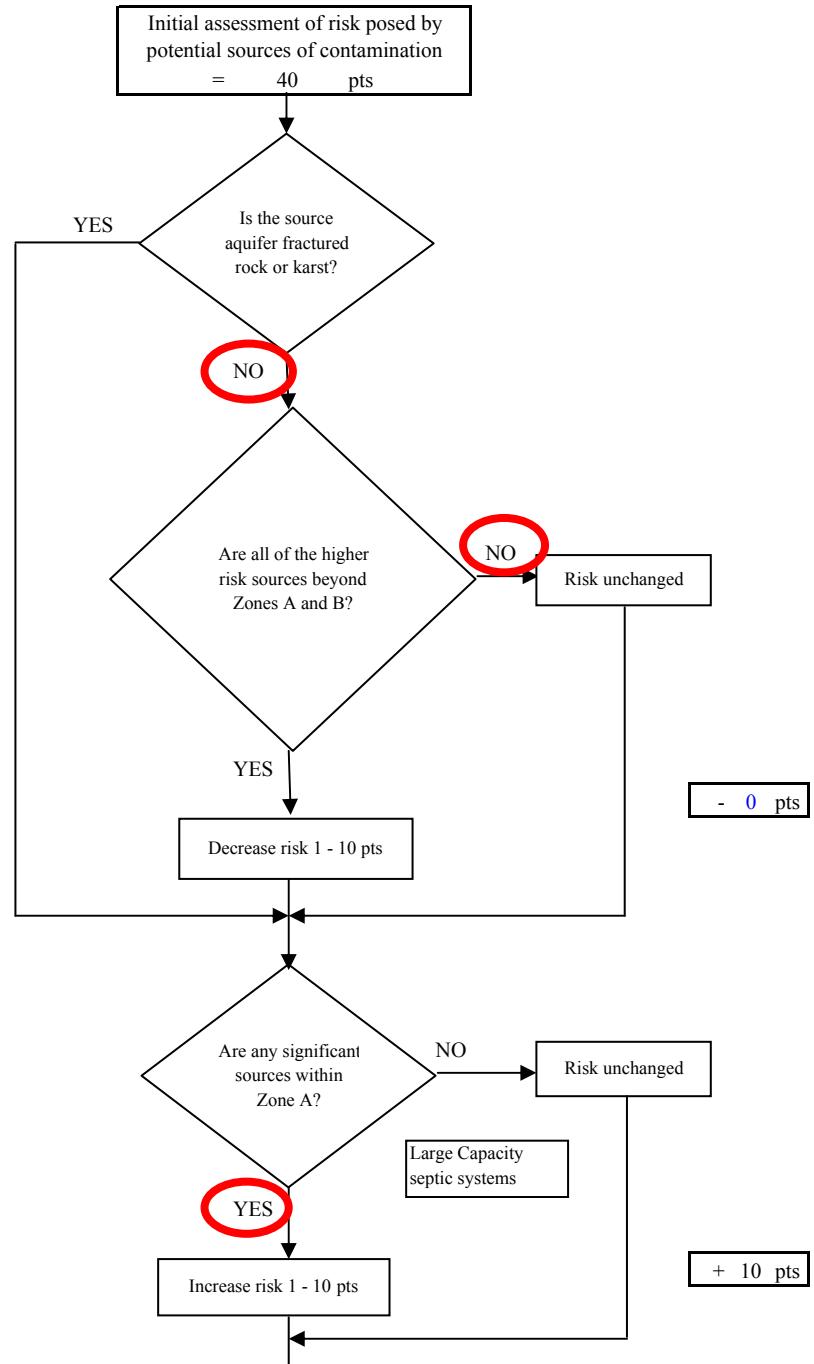 Initial assessment of risk posed by
potential sources of contamination
= 40 pts
YES
Is the source
aquifer fractured
rock or karst?
NO
Are all of the higher
risk sources beyond
Zones A and B?
NO
Risk unchanged
YES
- 0 pts
Decrease risk 1 - 10 pts
Are any significant
sources within
Zone A?
NO
Risk unchanged
Large Capacity
septic systems
YES
+ 10 pts
Increase risk 1 - 10 pts